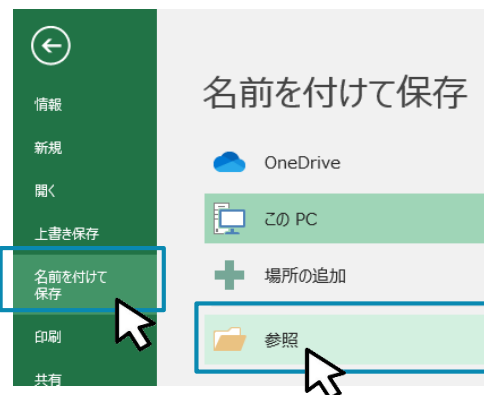 情報
新規
開く
上書き保存
名前を付けて
保存
印刷
共有
名前を付けて保存
OneDrive
この PC
場所の追加
参照